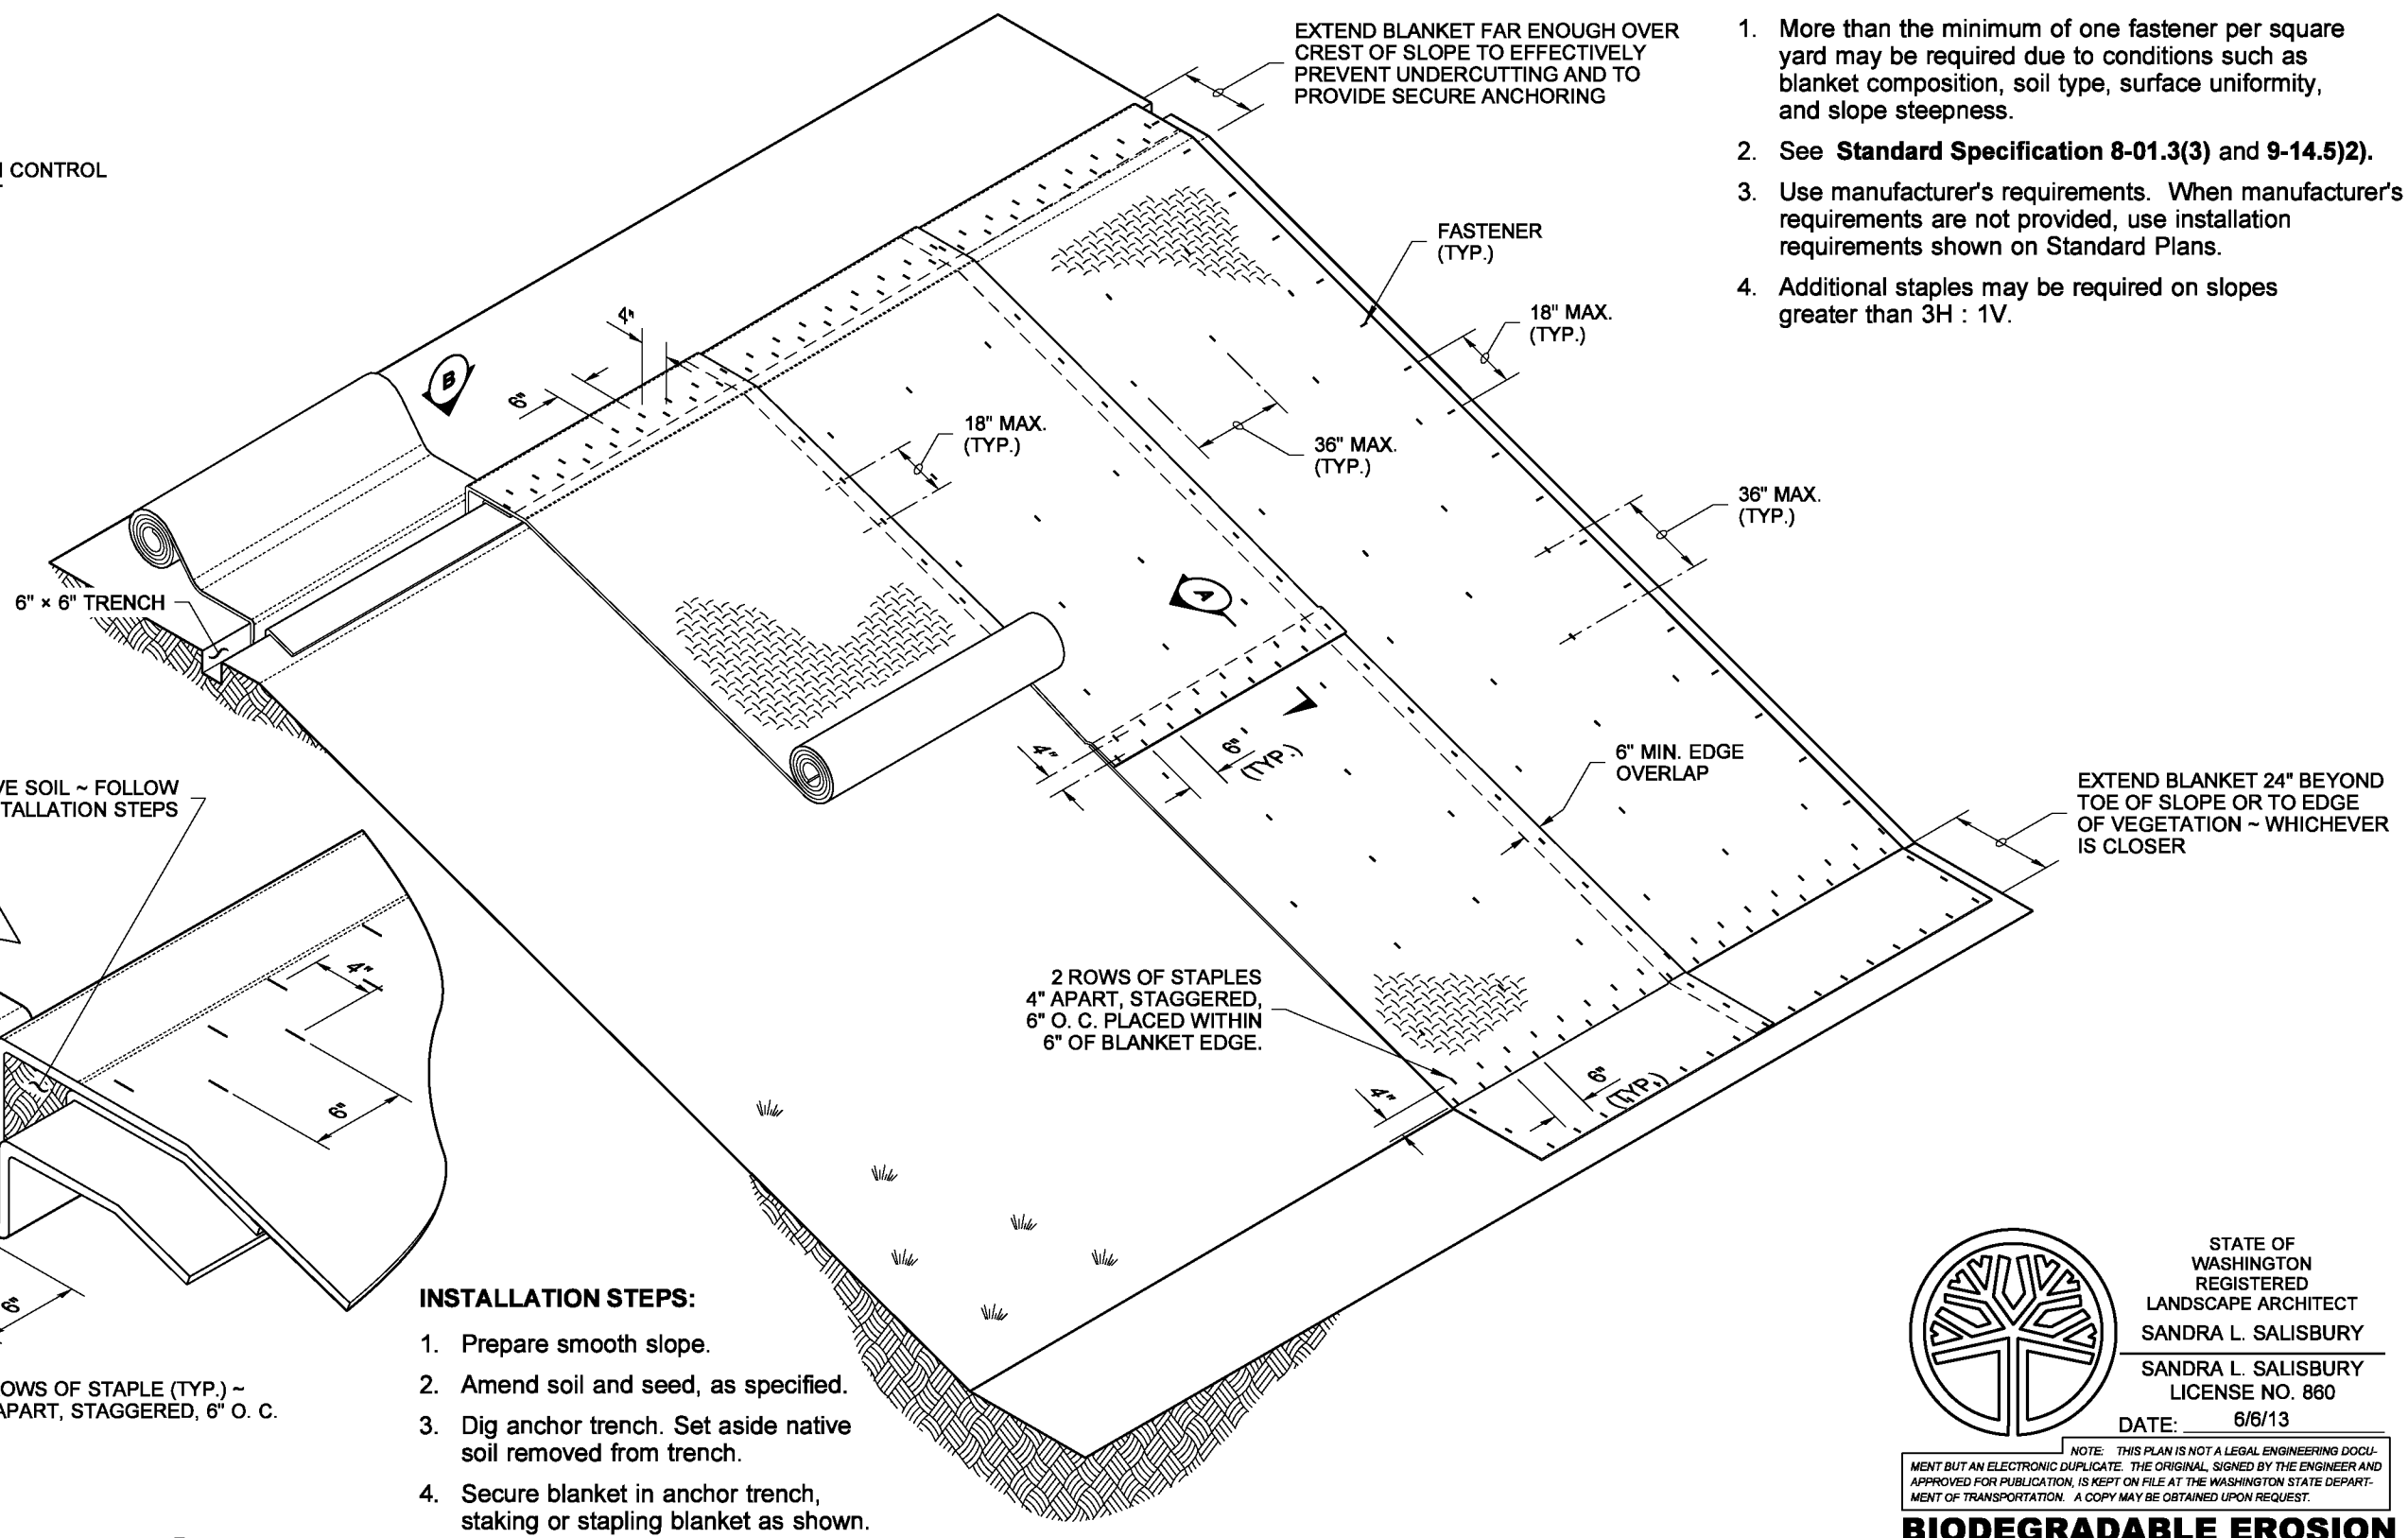 EXTEND BLANKET FAR ENOUGH OVER
CREST OF SLOPE TO EFFECTIVELY
PREVENT UNDERCUTTING AND TO
PROVIDE SECURE ANCHORING
1. More than the minimum of one fastener per square
yard may be required due to conditions such as
blanket composition, soil type, surface uniformity,
and slope steepness.
2. See Standard Specification 8-01.3(3) and 9-14.5)2).
3. Use manufacturer's requirements. When manufacturer's
requirements are not provided, use installation
requirements shown on Standard Plans.
4. Additional staples may be required on slopes
greater than 3H : 1V.
CONTROL
FASTENER
(TYP.)
18" MAX.
(TYP.)
4"
B
6"
18" MAX.
(TYP.)
36" MAX.
(TYP.)
36" MAX.
(TYP.)
6" × 6" TRENCH
A
4"
6"
(TYP.)
6" MIN. EDGE
OVERLAP
VE SOIL ~ FOLLOW
TALLATION STEPS
EXTEND BLANKET 24" BEYOND
TOE OF SLOPE OR TO EDGE
OF VEGETATION ~ WHICHEVER
IS CLOSER
4"
6"
2 ROWS OF STAPLES
4" APART, STAGGERED,
6" O. C. PLACED WITHIN
6" OF BLANKET EDGE.
4"
6"
(TYP.)
6"
OWS OF STAPLE (TYP.) ~
APART, STAGGERED, 6" O. C.
INSTALLATION STEPS:
1. Prepare smooth slope.
2. Amend soil and seed, as specified.
3. Dig anchor trench. Set aside native
soil removed from trench.
4. Secure blanket in anchor trench,
staking or stapling blanket as shown.
STATE OF
WASHINGTON
REGISTERED
LANDSCAPE ARCHITECT
SANDRA L. SALISBURY
SANDRA L. SALISBURY
LICENSE NO. 860
DATE: 6/6/13
NOTE: THIS PLAN IS NOT A LEGAL ENGINEERING DOCU-
MENT BUT AN ELECTRONIC DUPLICATE. THE ORIGINAL, SIGNED BY THE ENGINEER AND
APPROVED FOR PUBLICATION, IS KEPT ON FILE AT THE WASHINGTON STATE DEPART-
MENT OF TRANSPORTATION. A COPY MAY BE OBTAINED UPON REQUEST.
BIODEGRADABLE EROSION